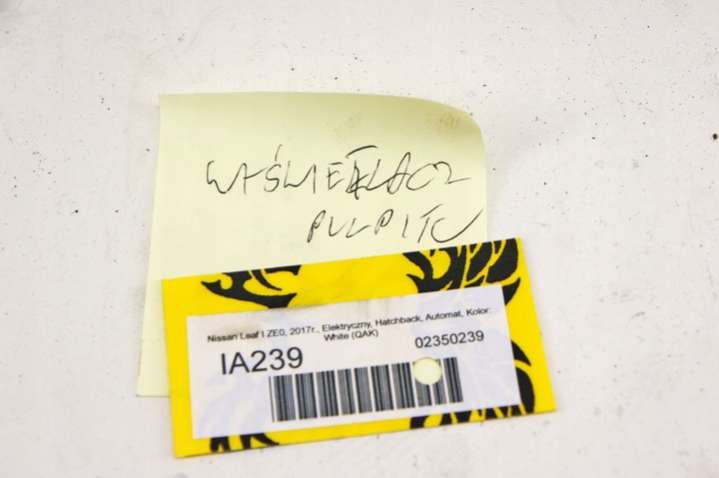 WYŚWIETLACZ
PULPITU
Nissan Leaf I ZE0, 2017r., Elektryczny, Hatchback, Automat, Kolor:
White (QAK)
IA239
02350239